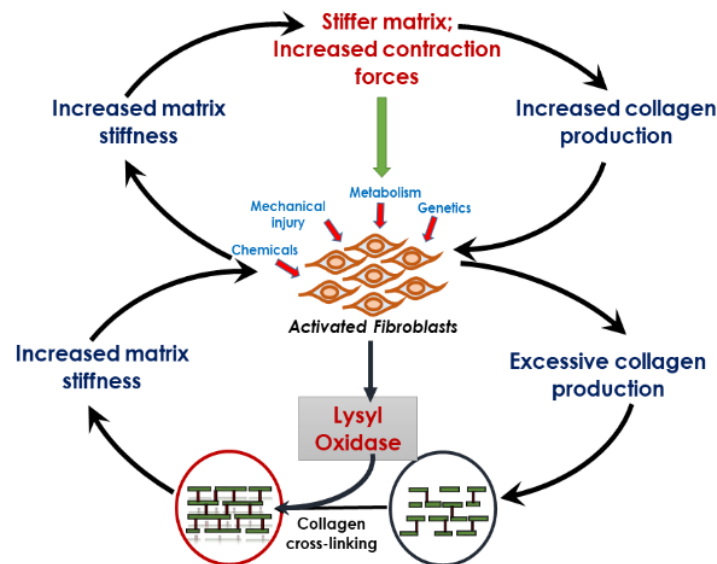 Stiffer matrix;
Increased contraction
forces
Increased matrix
stiffness
Increased collagen
production
Metabolism
Mechanical
injury
Genetics
Chemicals
Activated Fibroblasts
Increased matrix
stiffness
Excessive collagen
production
Lysyl
Oxidase
Collagen
cross-linking